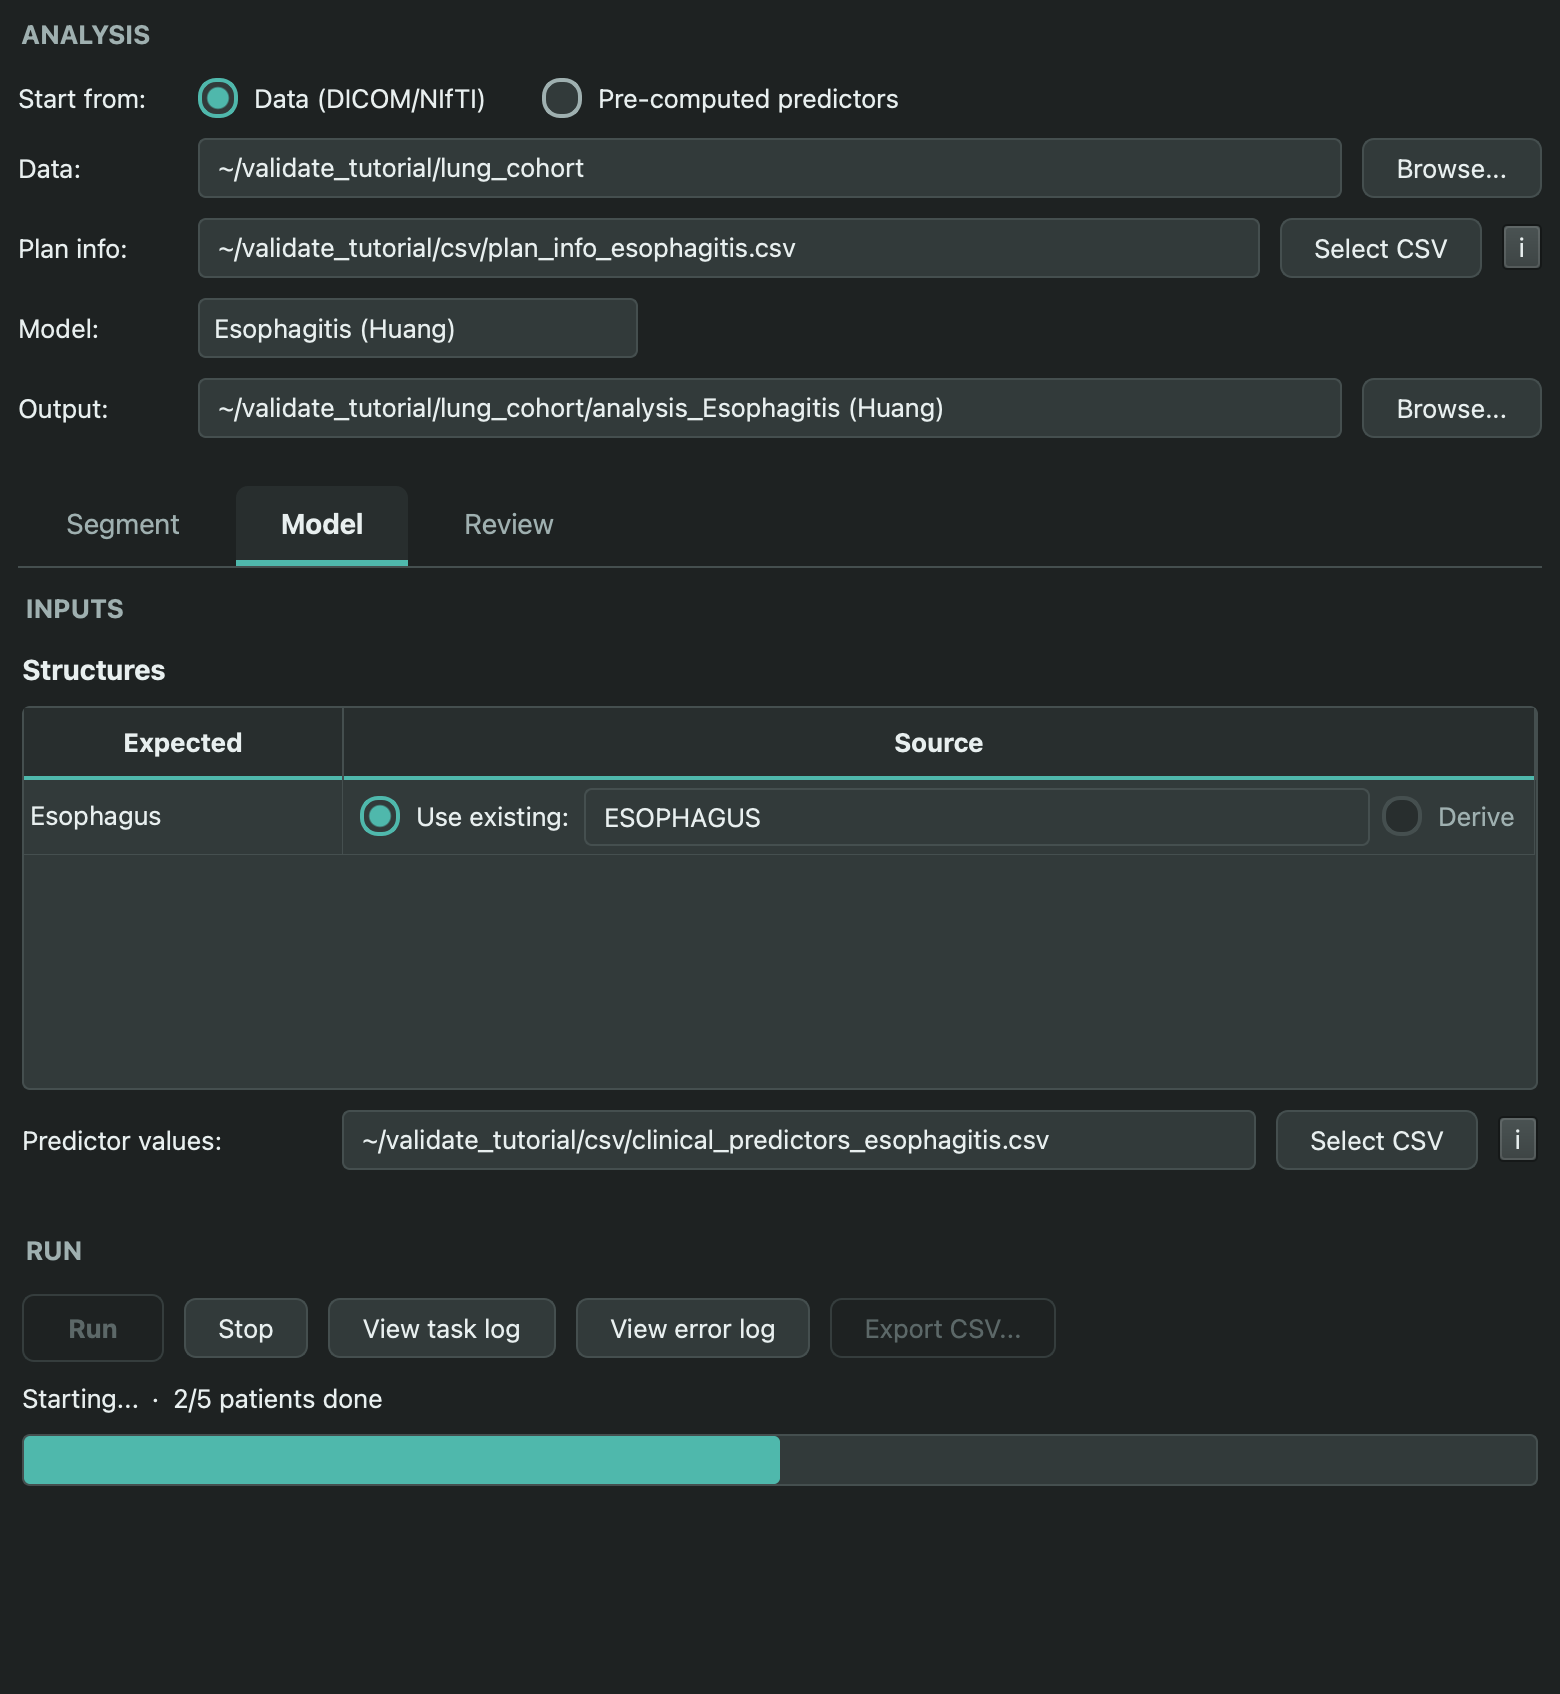 ANALYSIS
Start from: Data (DICOM/NIfTI) Pre-computed predictors
Data: ~/validate_tutorial/lung_cohort Browse...
Plan info: ~/validate_tutorial/csv/plan_info_esophagitis.csv Select CSV i
Model: Esophagitis (Huang)
Output: ~/validate_tutorial/lung_cohort/analysis_Esophagitis (Huang) Browse...
Segment Model Review
INPUTS
Structures
Expected Source
Esophagus Use existing: ESOPHAGUS Derive
Predictor values: ~/validate_tutorial/csv/clinical_predictors_esophagitis.csv Select CSV i
RUN
Run Stop View task log View error log Export CSV...
Starting... · 2/5 patients done